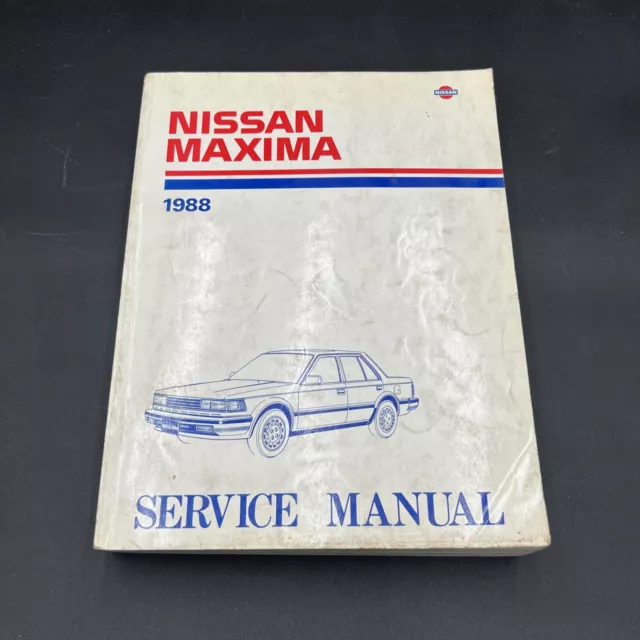 NISSAN
NISSAN
MAXIMA
1988
SERVICE MANUAL